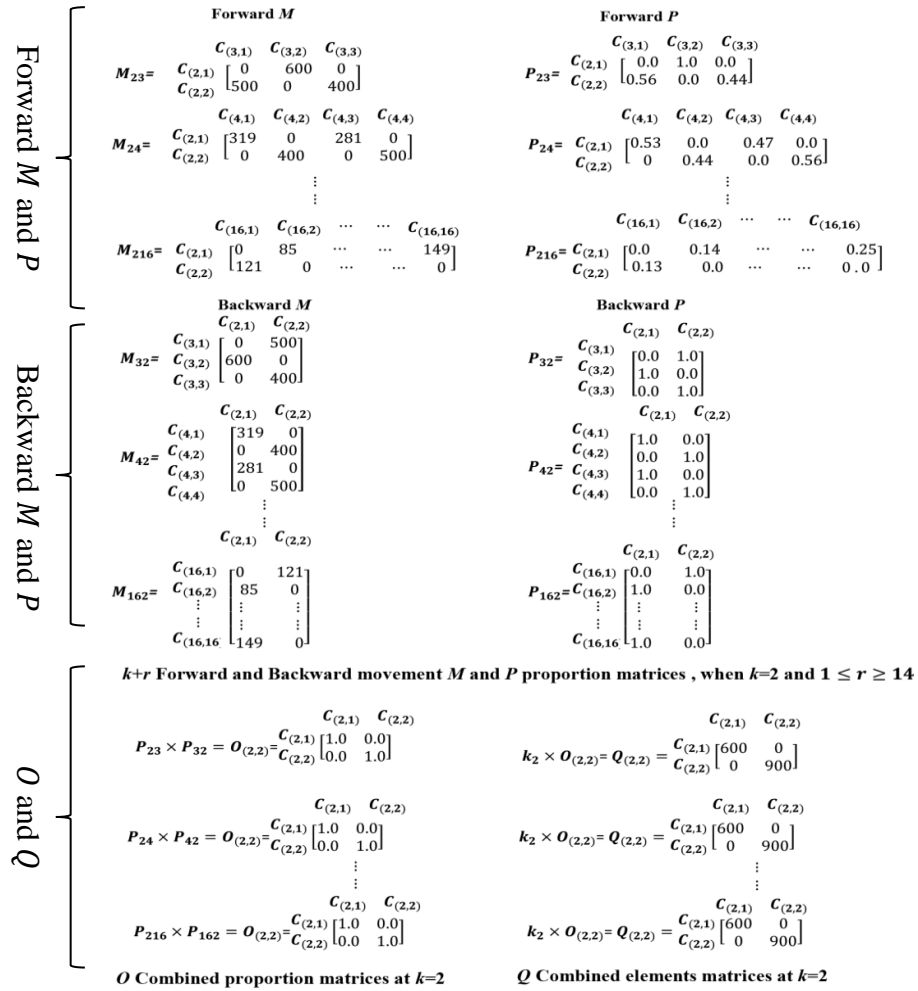 Forward M and P
Forward M
Forward P
C(3,1) C(3,2) C(3,3)
M23= C(2,1) [ 0 600 0 ]
C(2,2) [500 0 400]
C(3,1) C(3,2) C(3,3)
P23= C(2,1) [ 0.0 1.0 0.0 ]
C(2,2) [0.56 0.0 0.44]
C(4,1) C(4,2) C(4,3) C(4,4)
M24= C(2,1) [319 0 281 0 ]
C(2,2) [ 0 400 0 500]
C(4,1) C(4,2) C(4,3) C(4,4)
P24= C(2,1) [0.53 0.0 0.47 0.0 ]
C(2,2) [ 0 0.44 0.0 0.56]
⋮ ⋮
⋮ ⋮
C(16,1) C(16,2) ⋯ ⋯ C(16,16)
M216= C(2,1) [0 85 ⋯ ⋯ 149]
C(2,2) [121 0 ⋯ ⋯ 0]
C(16,1) C(16,2) ⋯ ⋯ C(16,16)
P216= C(2,1) [0.0 0.14 ⋯ ⋯ 0.25]
C(2,2) [0.13 0.0 ⋯ ⋯ 0 . 0]
Backward M and P
Backward M
Backward P
C(2,1) C(2,2)
C(3,1) [ 0 500]
M32= C(3,2) [600 0 ]
C(3,3) [ 0 400]
C(2,1) C(2,2)
C(3,1) [0.0 1.0]
P32= C(3,2) [1.0 0.0]
C(3,3) [0.0 1.0]
C(2,1) C(2,2)
C(4,1) [319 0]
M42= C(4,2) [0 400]
C(4,3) [281 0]
C(4,4) [0 500]
C(2,1) C(2,2)
C(4,1) [1.0 0.0]
C(4,2) [0.0 1.0]
P42= C(4,3) [1.0 0.0]
C(4,4) [0.0 1.0]
⋮ ⋮
⋮ ⋮
C(2,1) C(2,2)
C(16,1) [0 121]
M162= C(16,2) [85 0]
⋮ ⋮ ⋮
⋮ ⋮ ⋮
C(16,16) [149 0]
C(2,1) C(2,2)
C(16,1) [0.0 1.0]
P162= C(16,2) [1.0 0.0]
⋮ ⋮ ⋮
⋮ ⋮ ⋮
C(16,16) [1.0 0.0]
k+r Forward and Backward movement M and P proportion matrices , when k=2 and 1 ≤ r ≥ 14
O and Q
C(2,1) C(2,2)
P23 × P32 = O(2,2)= C(2,1) [1.0 0.0]
C(2,2) [0.0 1.0]
C(2,1) C(2,2)
k2 × O(2,2)= Q(2,2) = C(2,1) [600 0]
C(2,2) [ 0 900]
C(2,1) C(2,2)
P24 × P42 = O(2,2)= C(2,1) [1.0 0.0]
C(2,2) [0.0 1.0]
C(2,1) C(2,2)
k2 × O(2,2)= Q(2,2) = C(2,1) [600 0]
C(2,2) [ 0 900]
⋮ ⋮
⋮ ⋮
C(2,1) C(2,2)
P216 × P162 = O(2,2)= C(2,1) [1.0 0.0]
C(2,2) [0.0 1.0]
C(2,1) C(2,2)
k2 × O(2,2)= Q(2,2) = C(2,1) [600 0]
C(2,2) [ 0 900]
O Combined proportion matrices at k=2
Q Combined elements matrices at k=2